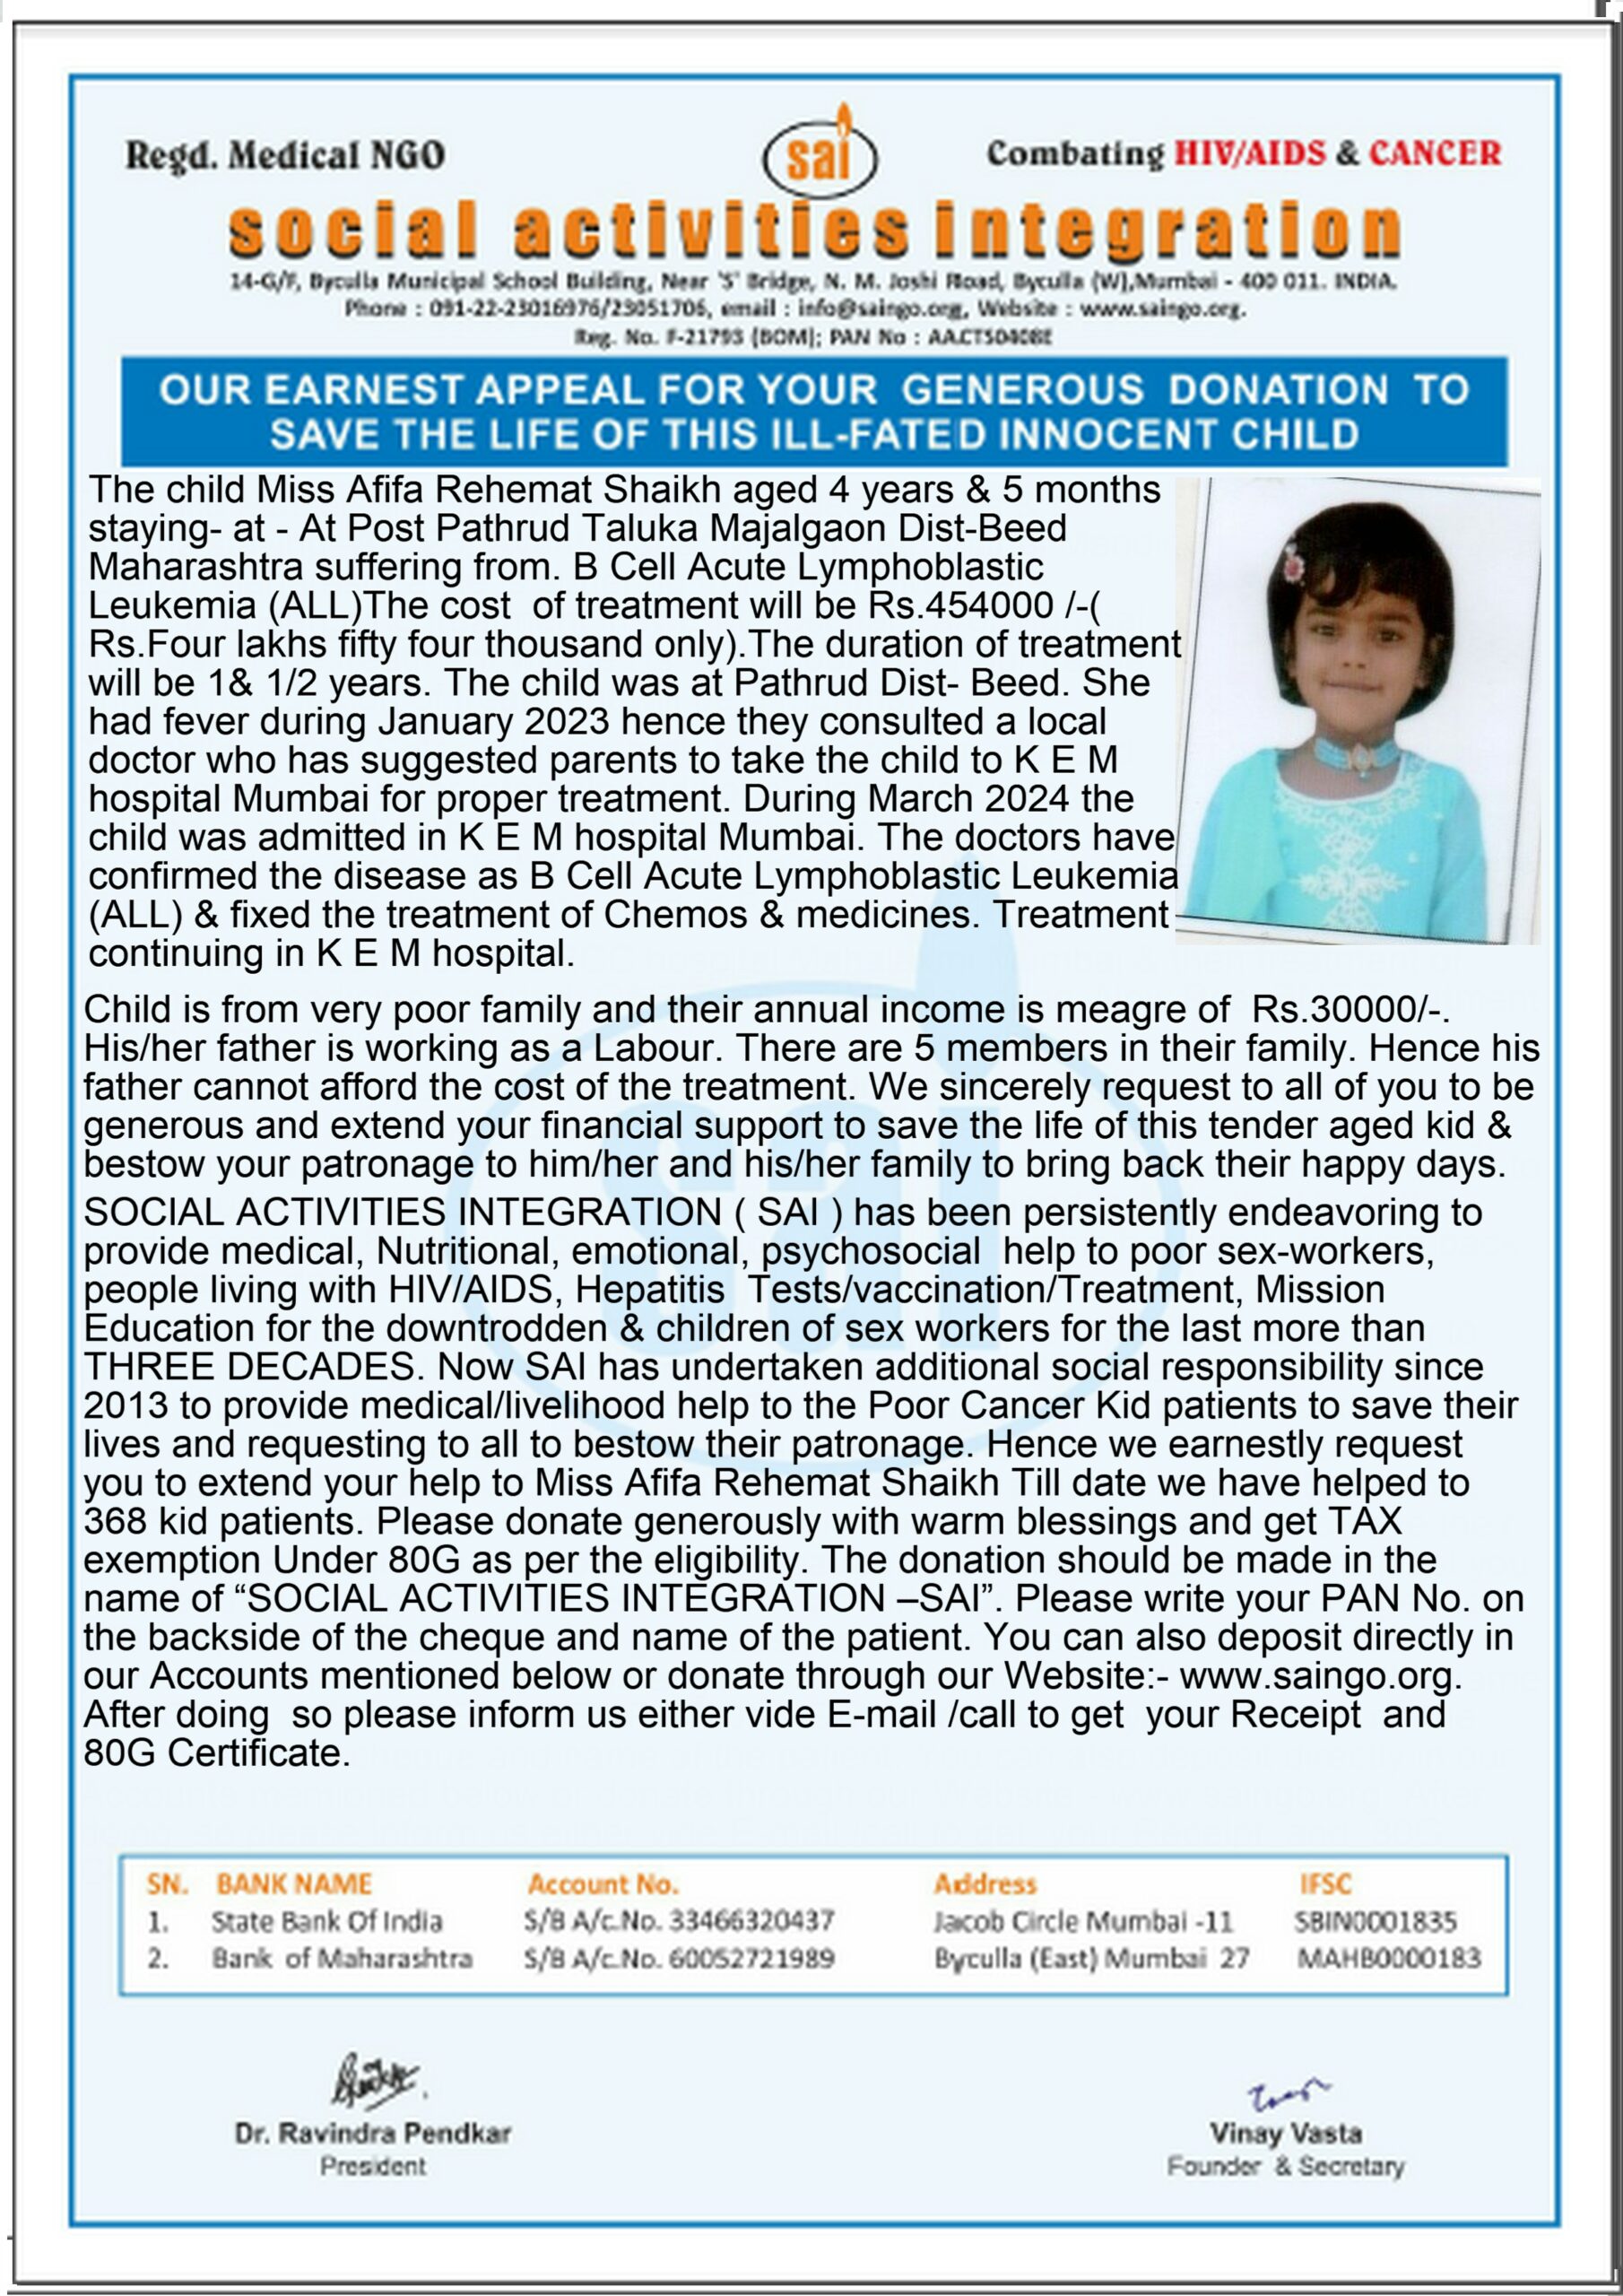 Regd. Medical NGO
sai
Combating HIV/AIDS & CANCER
social activities integration
14-G/F, Byculla Municipal School Building, Near 'S' Bridge, N. M. Joshi Road, Byculla (W),Mumbai - 400 011. INDIA.
Phone : 091-22-23016976/23051706, email : info@saingo.org, Website : www.saingo.org.
Reg. No. F-21793 (BOM); PAN No :
OUR EARNEST APPEAL FOR YOUR GENEROUS DONATION TO
SAVE THE LIFE OF THIS ILL-FATED INNOCENT CHILD
The child Miss Afifa Rehemat Shaikh aged 4 years & 5 months
staying- at - At Post Pathrud Taluka Majalgaon Dist-Beed
Maharashtra suffering from. B Cell Acute Lymphoblastic
Leukemia (ALL)The cost of treatment will be Rs.454000 /-(
Rs.Four lakhs fifty four thousand only).The duration of treatment
will be 1& 1/2 years. The child was at Pathrud Dist- Beed. She
had fever during January 2023 hence they consulted a local
doctor who has suggested parents to take the child to K E M
hospital Mumbai for proper treatment. During March 2024 the
child was admitted in K E M hospital Mumbai. The doctors have
confirmed the disease as B Cell Acute Lymphoblastic Leukemia
(ALL) & fixed the treatment of Chemos & medicines. Treatment
continuing in K E M hospital.
Child is from very poor family and their annual income is meagre of Rs.30000/-.
His/her father is working as a Labour. There are 5 members in their family. Hence his
father cannot afford the cost of the treatment. We sincerely request to all of you to be
generous and extend your financial support to save the life of this tender aged kid &
bestow your patronage to him/her and his/her family to bring back their happy days.
SOCIAL ACTIVITIES INTEGRATION ( SAI ) has been persistently endeavoring to
provide medical, Nutritional, emotional, psychosocial help to poor sex-workers,
people living with HIV/AIDS, Hepatitis Tests/vaccination/Treatment, Mission
Education for the downtrodden & children of sex workers for the last more than
THREE DECADES. Now SAI has undertaken additional social responsibility since
2013 to provide medical/livelihood help to the Poor Cancer Kid patients to save their
lives and requesting to all to bestow their patronage. Hence we earnestly request
you to extend your help to Miss Afifa Rehemat Shaikh Till date we have helped to
368 kid patients. Please donate generously with warm blessings and get TAX
exemption Under 80G as per the eligibility. The donation should be made in the
name of “SOCIAL ACTIVITIES INTEGRATION –SAI”. Please write your PAN No. on
the backside of the cheque and name of the patient. You can also deposit directly in
our Accounts mentioned below or donate through our Website:- www.saingo.org.
After doing so please inform us either vide E-mail /call to get your Receipt and
80G Certificate.
SN. BANK NAME Account No. Address IFSC
1. State Bank Of India S/B A/c.No. 33466320437 Jacob Circle Mumbai -11 SBIN0001835
2. Bank of Maharashtra S/B A/c.No. 60052721989 Byculla (East) Mumbai 27 MAHB0000183
Dr. Ravindra Pendkar
President
Vinay Vasta
Founder & Secretary